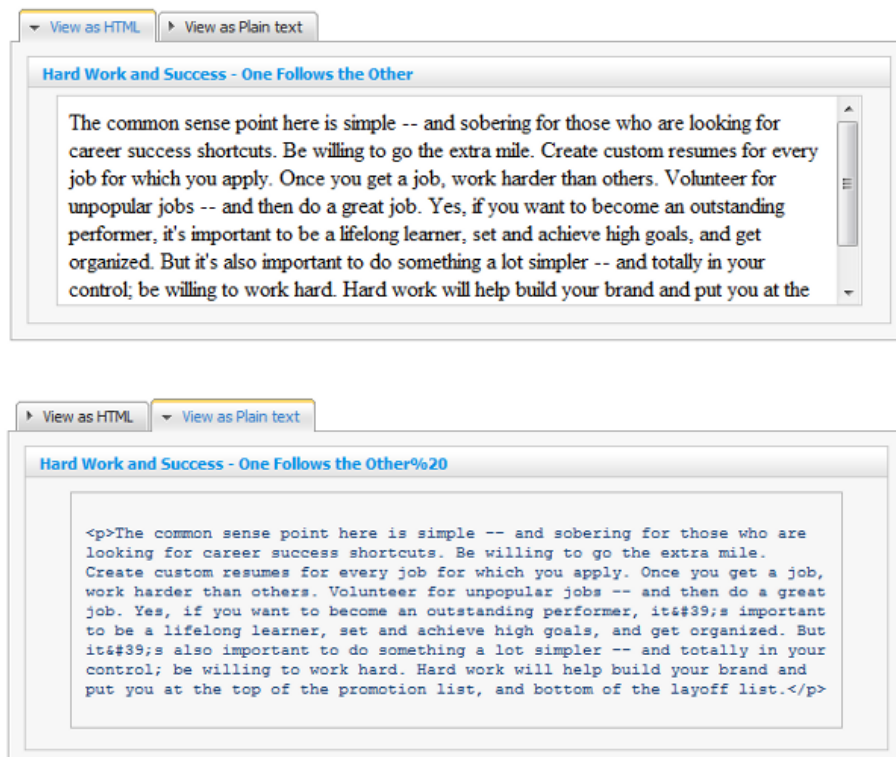 View as HTML View as Plain text
Hard Work and Success - One Follows the Other
The common sense point here is simple -- and sobering for those who are looking for
career success shortcuts. Be willing to go the extra mile. Create custom resumes for every
job for which you apply. Once you get a job, work harder than others. Volunteer for
unpopular jobs -- and then do a great job. Yes, if you want to become an outstanding
performer, it's important to be a lifelong learner, set and achieve high goals, and get
organized. But it's also important to do something a lot simpler -- and totally in your
control; be willing to work hard. Hard work will help build your brand and put you at the
View as HTML View as Plain text
Hard Work and Success - One Follows the Other%20
<p>The common sense point here is simple -- and sobering for those who are
looking for career success shortcuts. Be willing to go the extra mile.
Create custom resumes for every job for which you apply. Once you get a job,
work harder than others. Volunteer for unpopular jobs -- and then do a great
job. Yes, if you want to become an outstanding performer, it&#39;s important
to be a lifelong learner, set and achieve high goals, and get organized. But
it&#39;s also important to do something a lot simpler -- and totally in your
control; be willing to work hard. Hard work will help build your brand and
put you at the top of the promotion list, and bottom of the layoff list.</p>